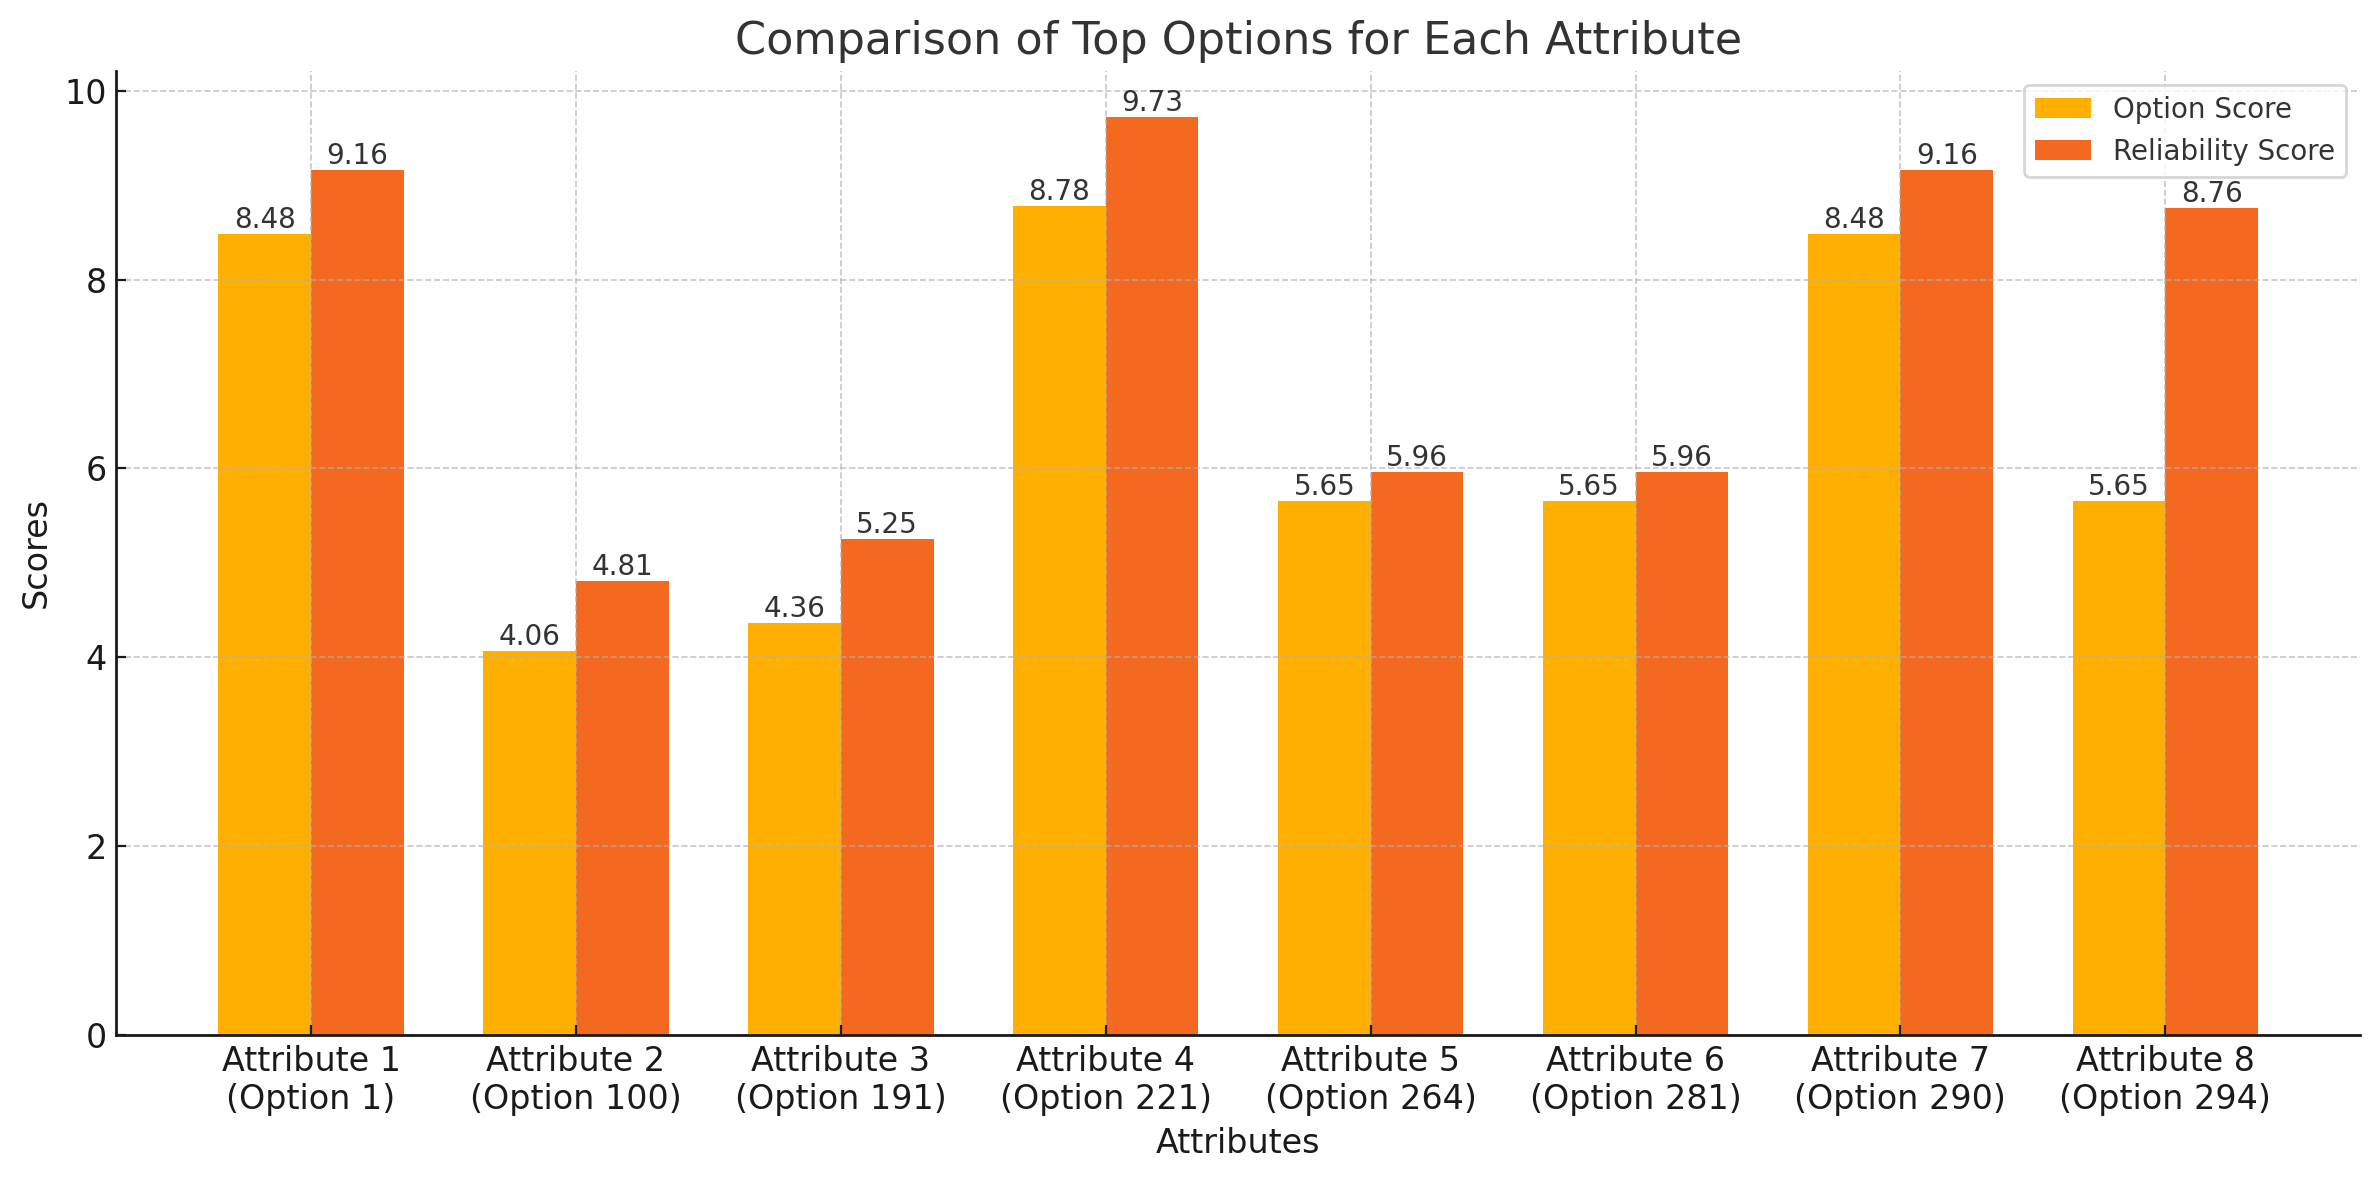 Comparison of Top Options for Each Attribute
Option Score
Reliability Score
Scores
10
8
6
4
2
0
8.48
9.16
4.06
4.81
4.36
5.25
8.78
9.73
5.65
5.96
5.65
5.96
8.48
9.16
5.65
8.76
Attribute 1
(Option 1)
Attribute 2
(Option 100)
Attribute 3
(Option 191)
Attribute 4
(Option 221)
Attribute 5
(Option 264)
Attribute 6
(Option 281)
Attribute 7
(Option 290)
Attribute 8
(Option 294)
Attributes